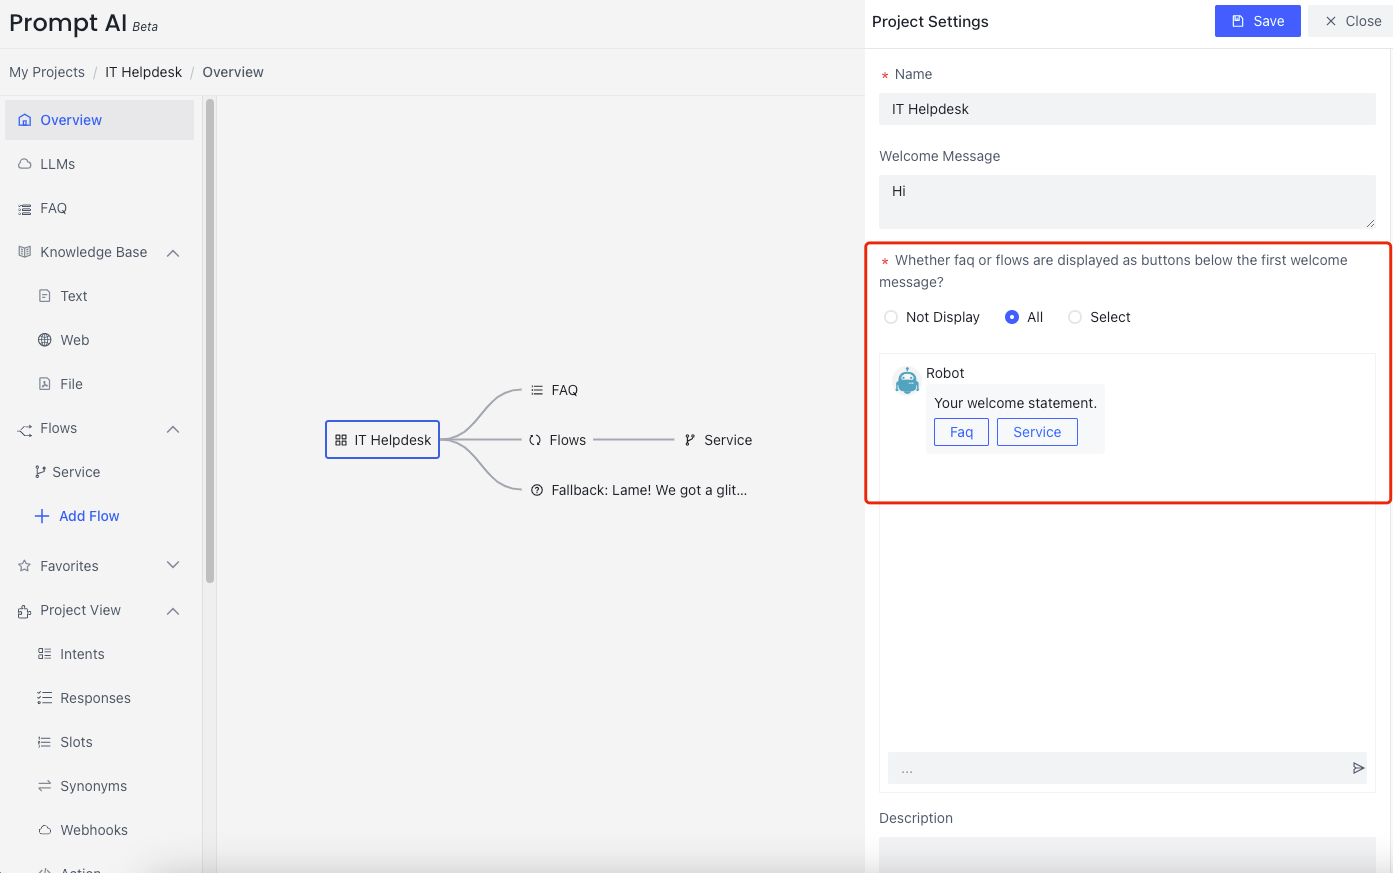 Prompt AI Beta
Project Settings
Save
Close
My Projects / IT Helpdesk / Overview
Overview
LLMs
FAQ
Knowledge Base
Text
Web
File
Flows
Service
Add Flow
Favorites
Project View
Intents
Responses
Slots
Synonyms
Webhooks
Action
IT Helpdesk
FAQ
Flows
Service
Fallback: Lame! We got a glit...
* Name
IT Helpdesk
Welcome Message
Hi
* Whether faq or flows are displayed as buttons below the first welcome
message?
Not Display
All
Select
Robot
Your welcome statement.
Faq
Service
...
Description